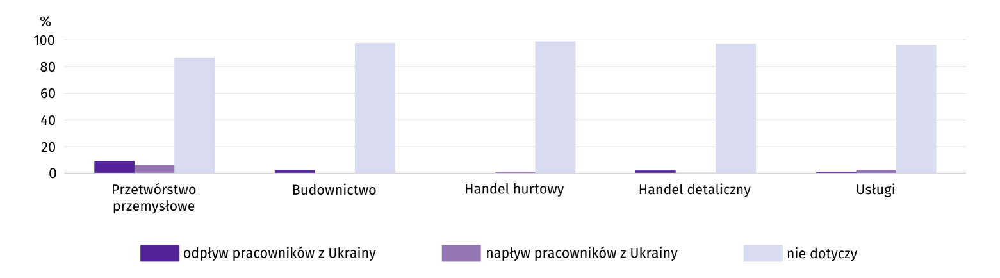 %
100
80
60
40
20
0
Przetwórstwo
przemysłowe
Budownictwo
Handel hurtowy
Handel detaliczny
Usługi
odpływ pracowników z Ukrainy
napływ pracowników z Ukrainy
nie dotyczy